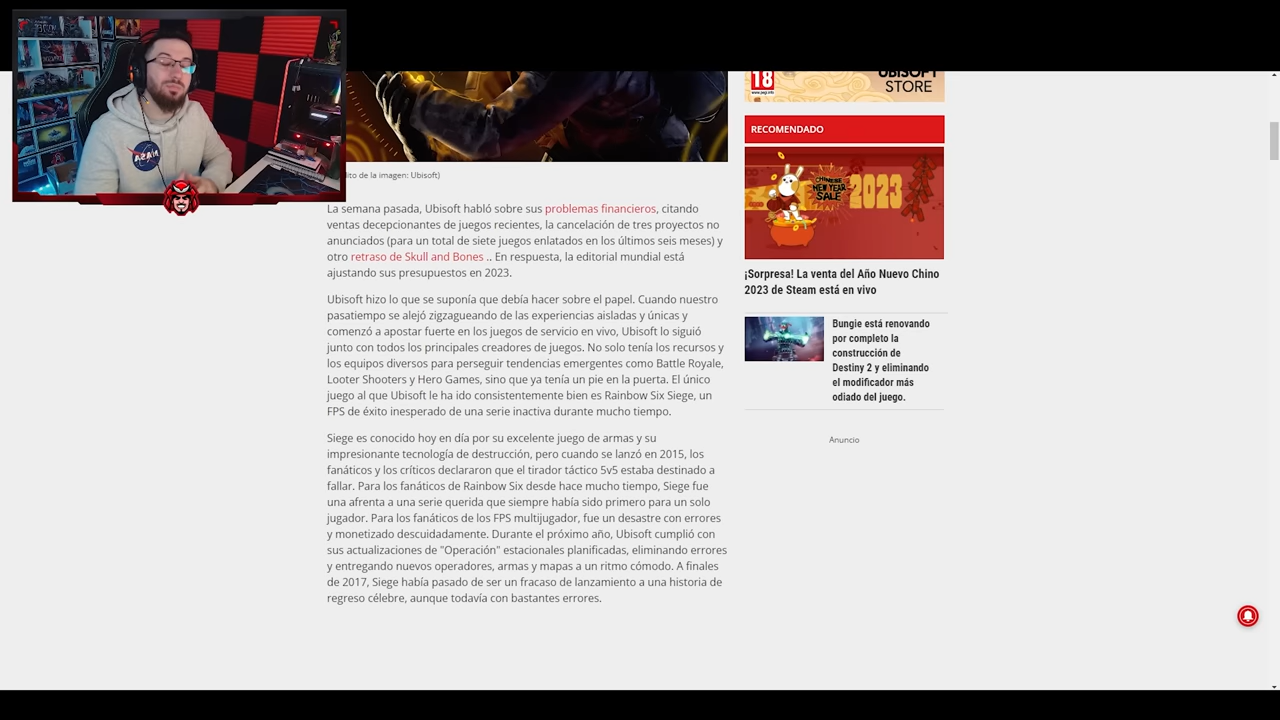 18
UBISOFT
STORE
RECOMENDADO
CHINESE
NEW YEAR
SALE
2023
¡Sorpresa! La venta del Año Nuevo Chino
2023 de Steam está en vivo
Bungie está renovando
por completo la
construcción de
Destiny 2 y eliminando
el modificador más
odiado del juego.
Anuncio
NASA
dito de la imagen: Ubisoft)
La semana pasada, Ubisoft habló sobre sus problemas financieros, citando
ventas decepcionantes de juegos recientes, la cancelación de tres proyectos no
anunciados (para un total de siete juegos enlatados en los últimos seis meses) y
otro retraso de Skull and Bones .. En respuesta, la editorial mundial está
ajustando sus presupuestos en 2023.
Ubisoft hizo lo que se suponía que debía hacer sobre el papel. Cuando nuestro
pasatiempo se alejó zigzagueando de las experiencias aisladas y únicas y
comenzó a apostar fuerte en los juegos de servicio en vivo, Ubisoft lo siguió
junto con todos los principales creadores de juegos. No solo tenía los recursos y
los equipos diversos para perseguir tendencias emergentes como Battle Royale,
Looter Shooters y Hero Games, sino que ya tenía un pie en la puerta. El único
juego al que Ubisoft le ha ido consistentemente bien es Rainbow Six Siege, un
FPS de éxito inesperado de una serie inactiva durante mucho tiempo.
Siege es conocido hoy en día por su excelente juego de armas y su
impresionante tecnología de destrucción, pero cuando se lanzó en 2015, los
fanáticos y los críticos declararon que el tirador táctico 5v5 estaba destinado a
fallar. Para los fanáticos de Rainbow Six desde hace mucho tiempo, Siege fue
una afrenta a una serie querida que siempre había sido primero para un solo
jugador. Para los fanáticos de los FPS multijugador, fue un desastre con errores
y monetizado descuidadamente. Durante el próximo año, Ubisoft cumplió con
sus actualizaciones de "Operación" estacionales planificadas, eliminando errores
y entregando nuevos operadores, armas y mapas a un ritmo cómodo. A finales
de 2017, Siege había pasado de ser un fracaso de lanzamiento a una historia de
regreso célebre, aunque todavía con bastantes errores.